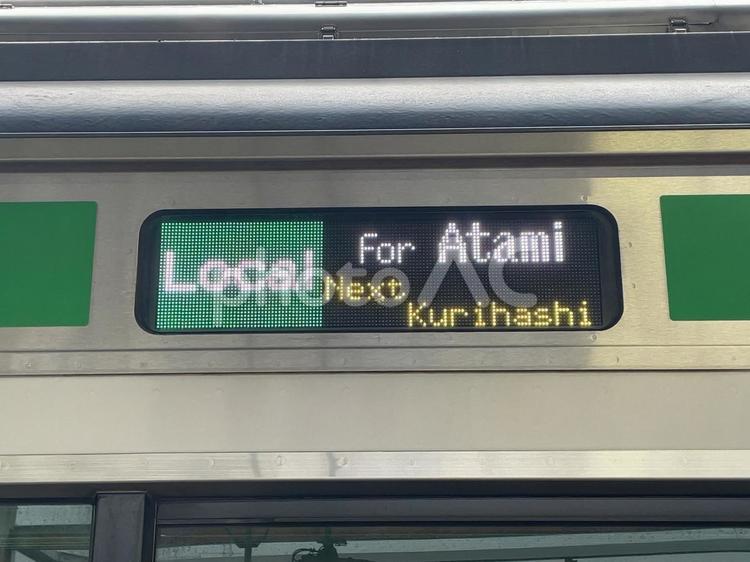 Local
For Atami
Next
Kurihashi
photoAC